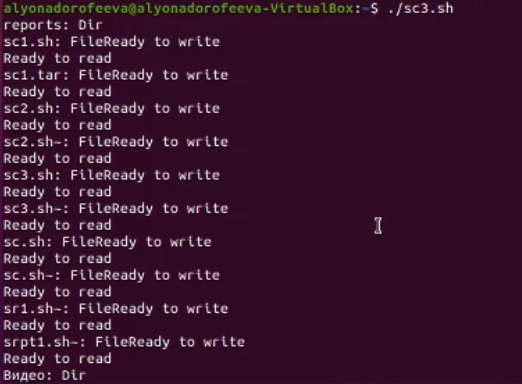 alyonadorofeeva@alyonadorofeeva-VirtualBox:~$ ./sc3.sh
reports: Dir
sc1.sh: FileReady to write
Ready to read
sc1.tar: FileReady to write
Ready to read
sc2.sh: FileReady to write
Ready to read
sc2.sh~: FileReady to write
Ready to read
sc3.sh: FileReady to write
Ready to read
sc3.sh~: FileReady to write
Ready to read
sc.sh: FileReady to write
Ready to read
sc.sh~: FileReady to write
Ready to read
sr1.sh~: FileReady to write
Ready to read
srpt1.sh~: FileReady to write
Ready to read
Видео: Dir